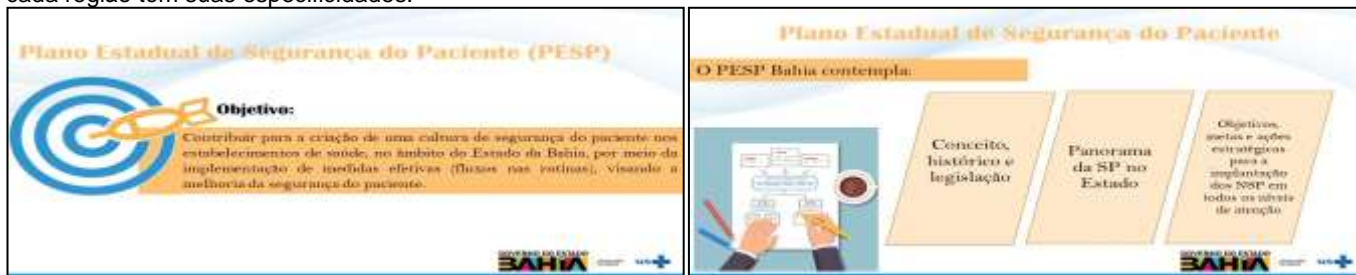 cada região tem suas especificidades.
Plano Estadual de Segurança do Paciente (PESP)
Objetivo:
Contribuir para a criação de uma cultura de segurança do paciente nos
estabelecimentos de saúde, no âmbito do Estado da Bahia, por meio da
implementação de medidas efetivas (fluxos nas rotinas), visando a
melhoria da segurança do paciente.
GOVERNO DO ESTADO
BAHIA
SUS
Plano Estadual de Segurança do Paciente
O PESP Bahia contempla:
Conceito,
histórico e
legislação
Panorama
da SP no
Estado
Objetivos,
metas e ações
estratégicas
para a
implantação
dos NSP em
todos os níveis
de atenção
GOVERNO DO ESTADO
BAHIA
SUS